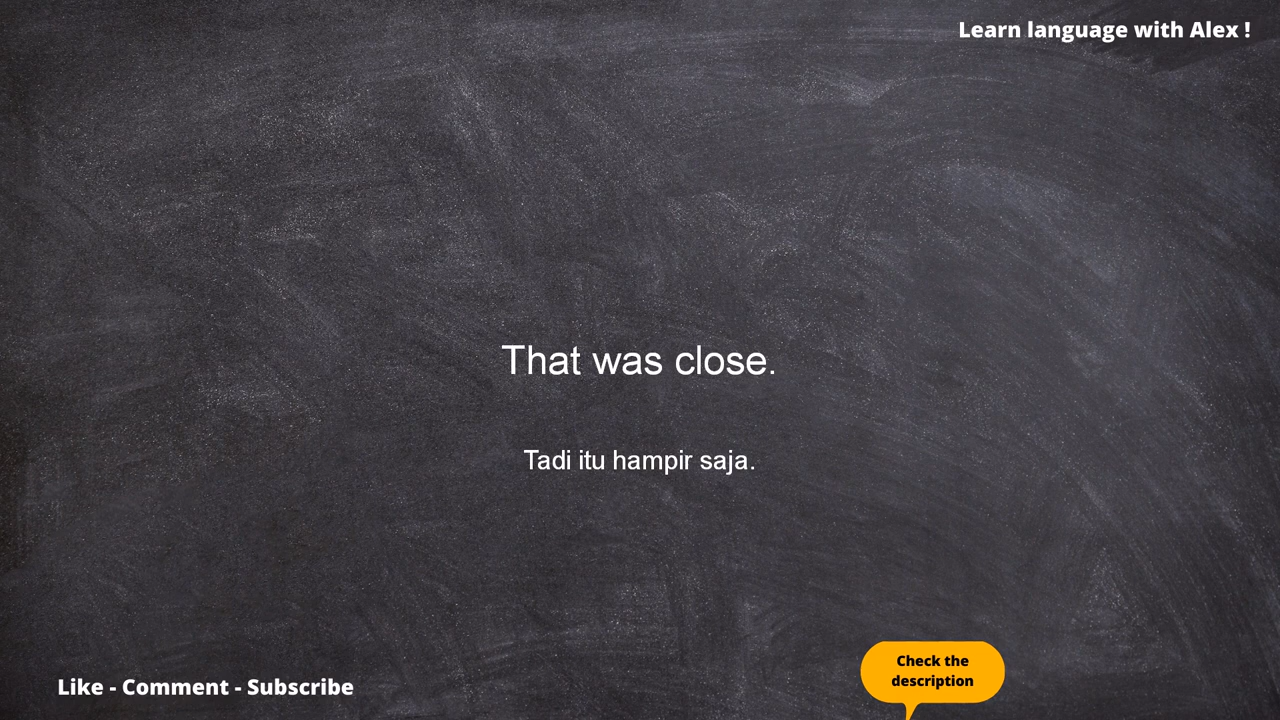 Learn language with Alex !
That was close.
Tadi itu hampir saja.
Like - Comment - Subscribe
Check the
description